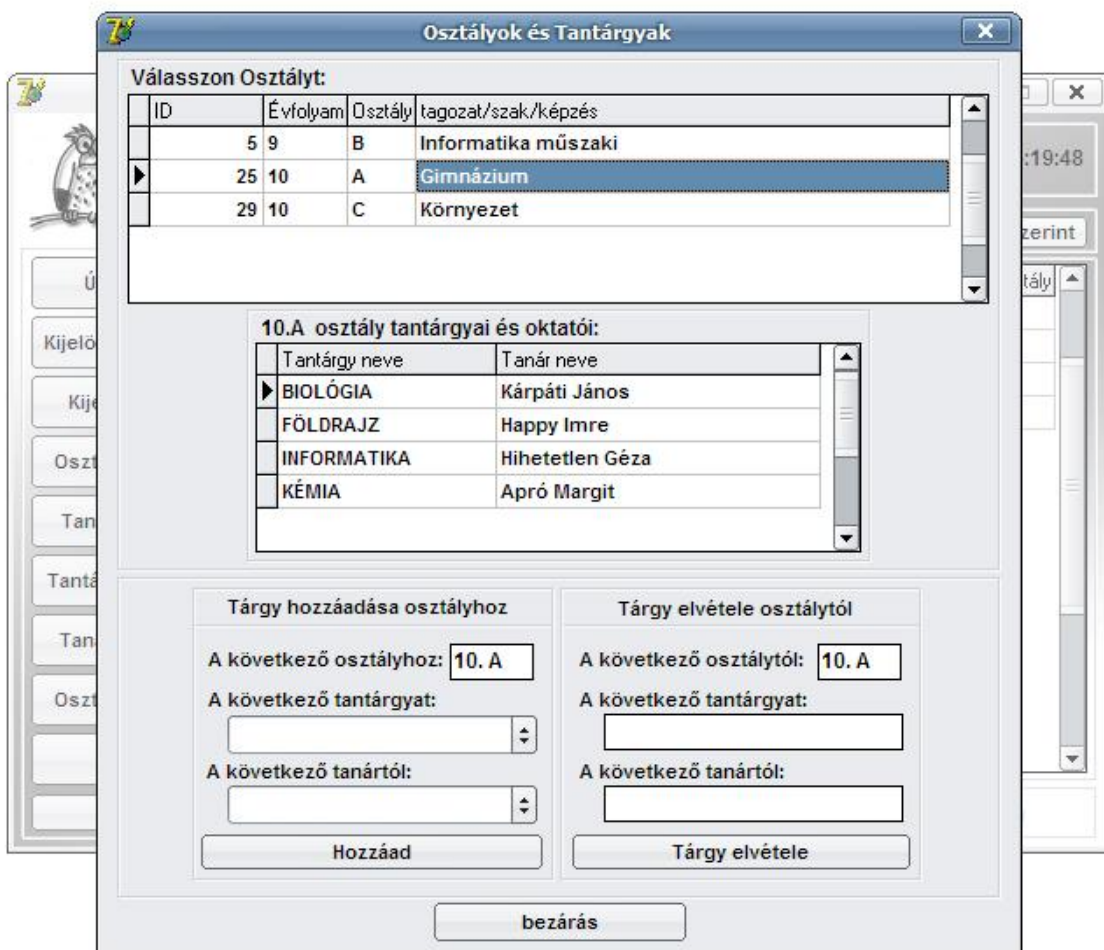 Osztályok és Tantárgyak
Válasszon Osztályt:
ID Évfolyam Osztály tagozat/szak/képzés
5 9 B Informatika műszaki
25 10 A Gimnázium
29 10 C Környezet
10.A osztály tantárgyai és oktatói:
Tantárgy neve Tanár neve
BIOLÓGIA Kárpáti János
FÖLDRAJZ Happy Imre
INFORMATIKA Hihetetlen Géza
KÉMIA Apró Margit
Tárgy hozzáadása osztályhoz
A következő osztályhoz: 10. A
A következő tantárgyat:
A következő tanártól:
Hozzáad
Tárgy elvétele osztálytól
A következő osztálytól: 10. A
A következő tantárgyat:
A következő tanártól:
Tárgy elvétele
bezárás
:19:48